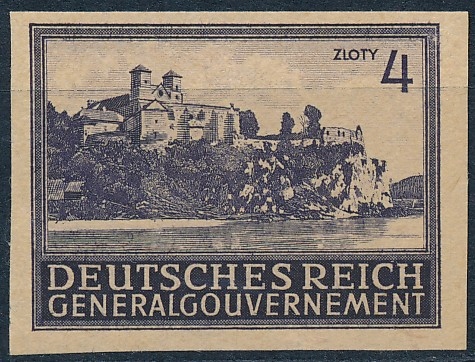 ZLOTY 4
DEUTSCHES REICH
GENERALGOUVERNEMENT